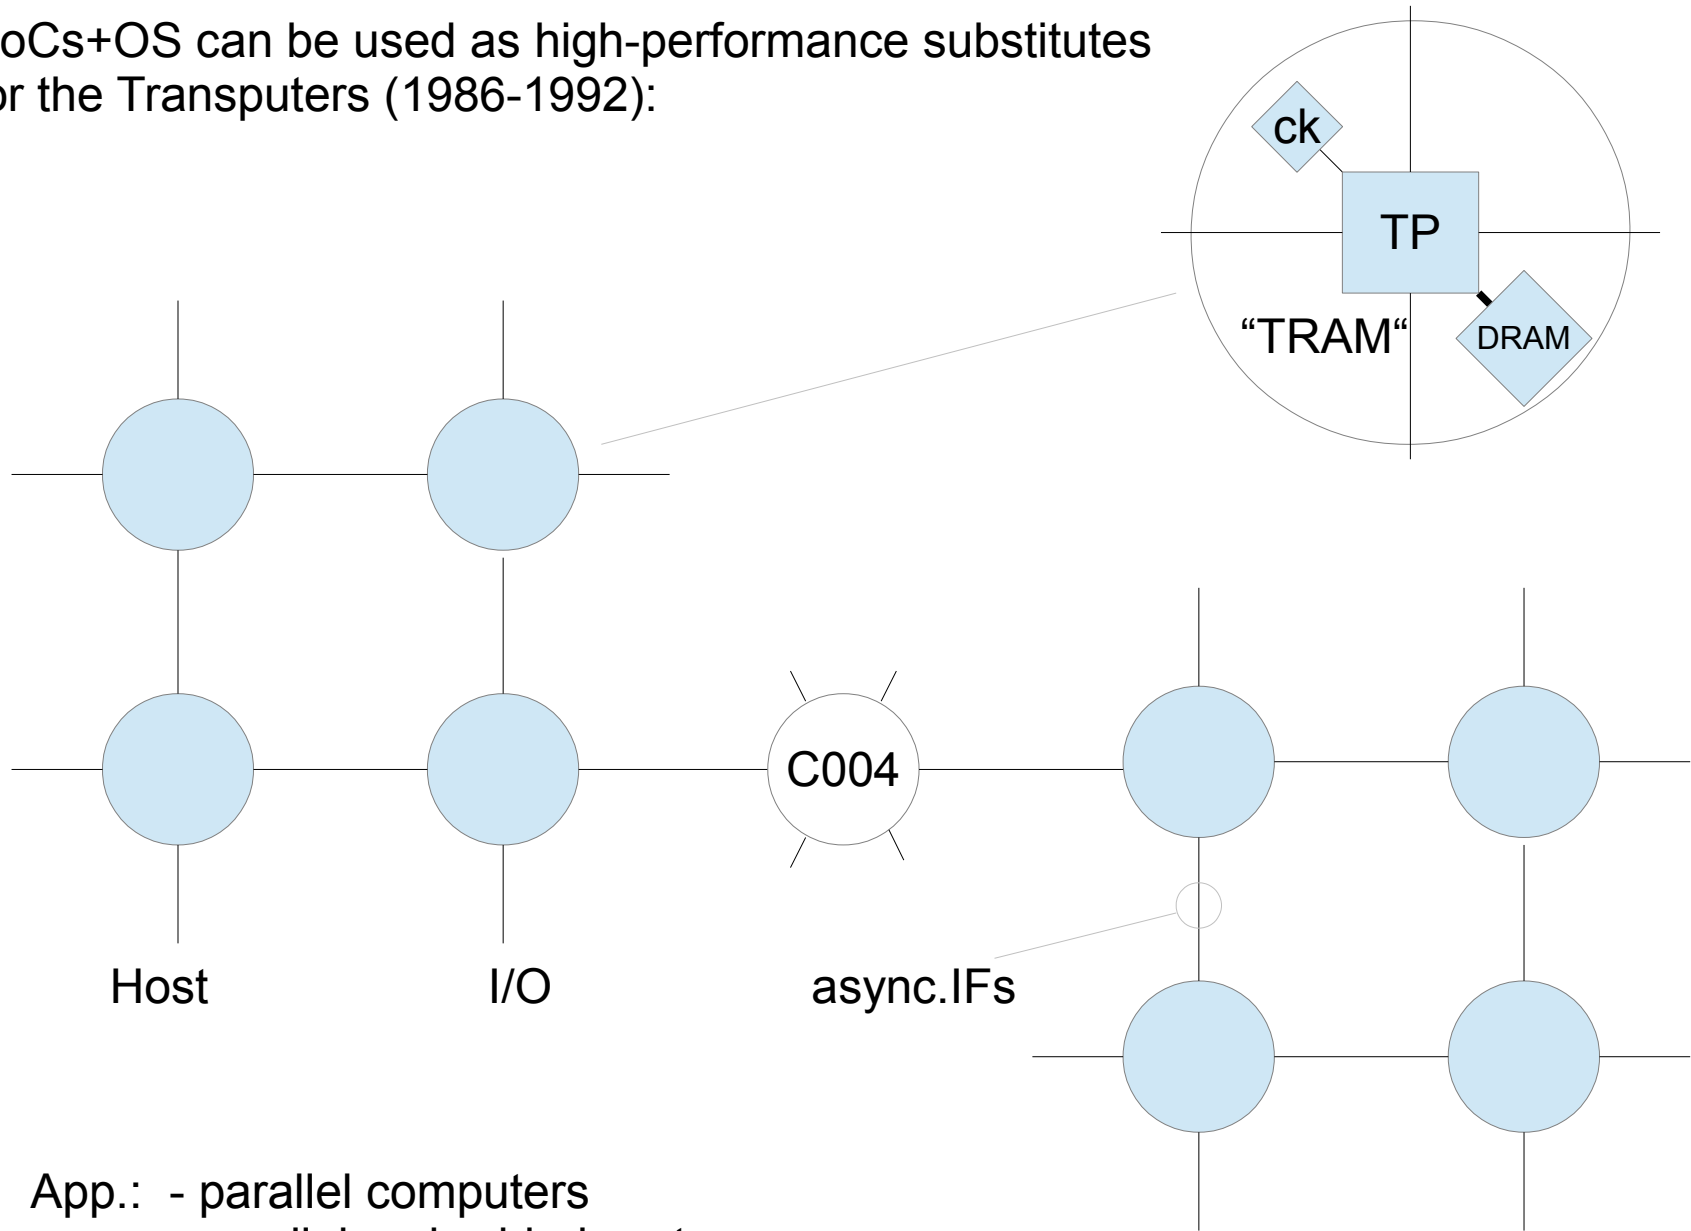 oCs+OS can be used as high-performance substitutes
or the Transputers (1986-1992):
ck
TP
“TRAM“
DRAM
C004
Host
I/O
async.IFs
App.: - parallel computers